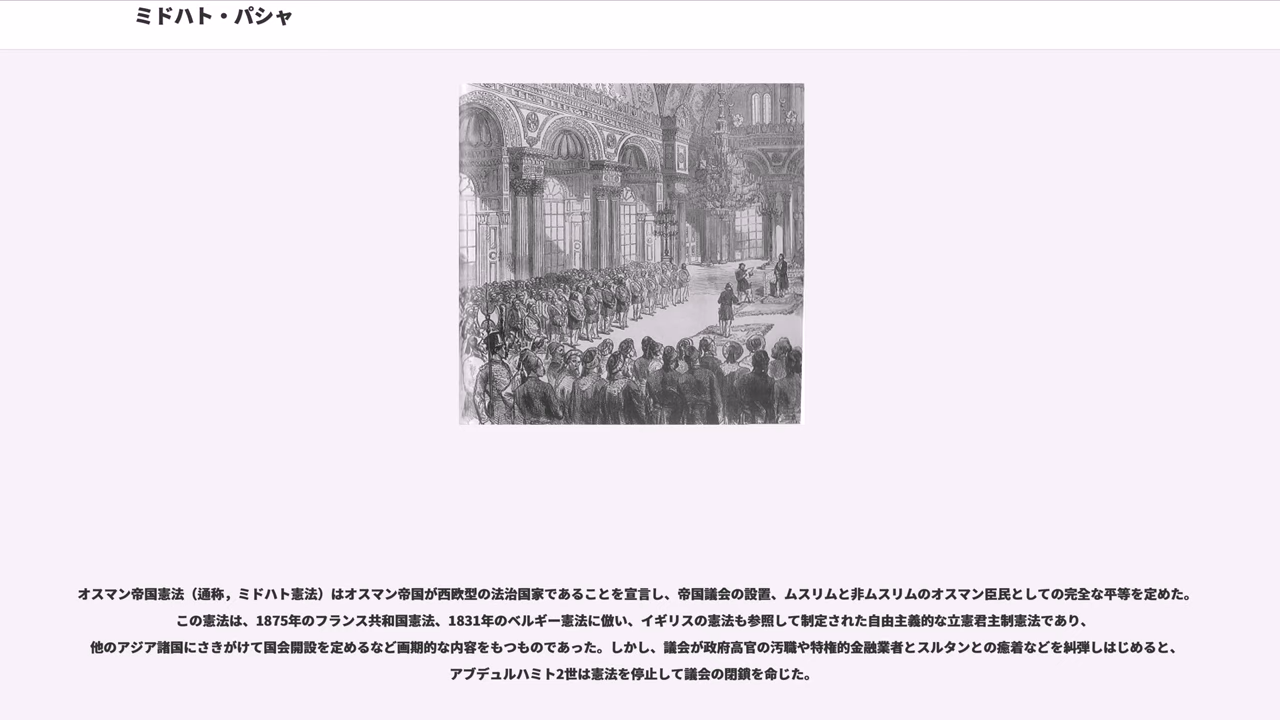 ミドハト・パシャ
オスマン帝国憲法（通称，ミドハト憲法）はオスマン帝国が西欧型の法治国家であることを宣言し、帝国議会の設置、ムスリムと非ムスリムのオスマン臣民としての完全な平等を定めた。
この憲法は、1875年のフランス共和国憲法、1831年のベルギー憲法に倣い、イギリスの憲法も参照して制定された自由主義的な立憲君主制憲法であり、
他のアジア諸国にさきがけて国会開設を定めるなど画期的な内容をもつものであった。しかし、議会が政府高官の汚職や特権的金融業者とスルタンとの癒着などを糾弾しはじめると、
アブデュルハミト2世は憲法を停止して議会の閉鎖を命じた。